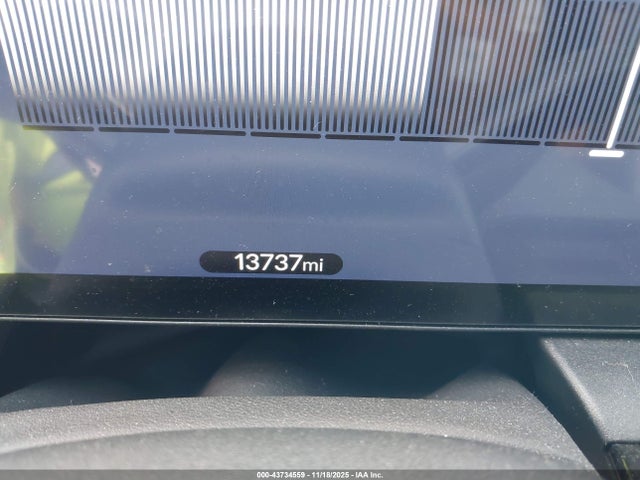 13737mi
000-43734559 — 11/18/2025 — IAA Inc.